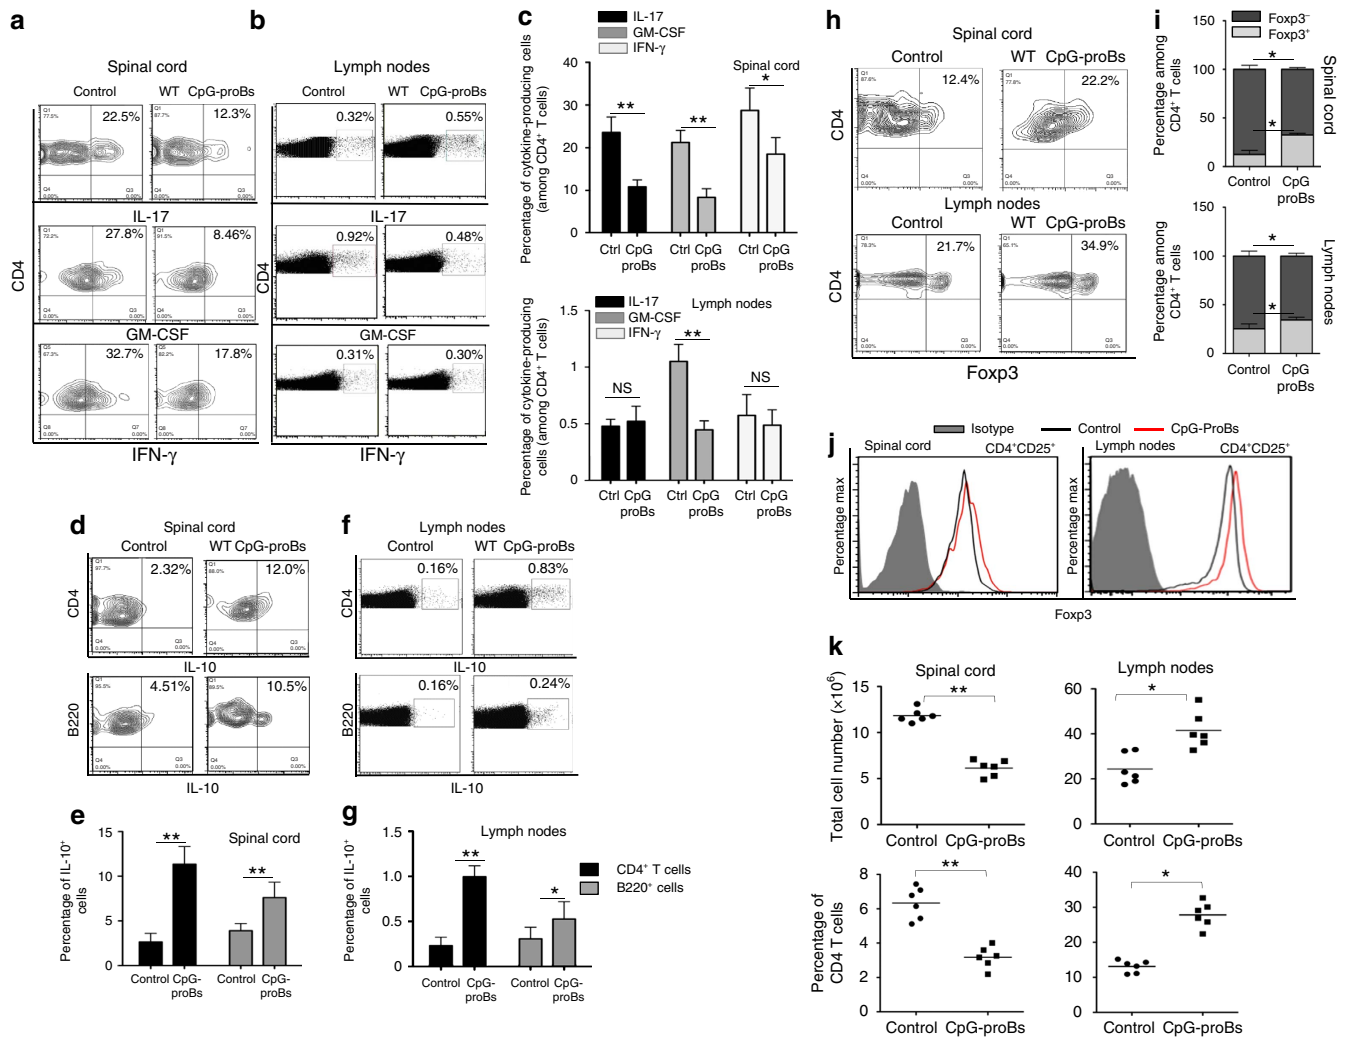 a
Spinal cord
Control
WT CpG-proBs
22.5%
12.3%
IL-17
27.8%
8.46%
CD4
GM-CSF
32.7%
17.8%
IFN-γ
b
Lymph nodes
Control
WT CpG-proBs
0.32%
0.55%
IL-17
0.92%
0.48%
CD4
GM-CSF
0.31%
0.30%
IFN-γ
c
IL-17
GM-CSF
IFN-γ
Spinal cord
Percentage of cytokine-producing cells
(among CD4⁺ T cells)
40
30
20
10
0
**
**
*
Ctrl CpG proBs
Ctrl CpG proBs
Ctrl CpG proBs
IL-17
GM-CSF
IFN-γ
Lymph nodes
Percentage of cytokine-producing
cells (among CD4⁺ T cells)
1.5
1
0.5
0
NS
**
NS
Ctrl CpG proBs
Ctrl CpG proBs
Ctrl CpG proBs
d
Spinal cord
Control
WT CpG-proBs
2.32%
12.0%
CD4
IL-10
4.51%
10.5%
B220
IL-10
e
Spinal cord
Percentage of IL-10⁺
cells
15
10
5
0
**
**
Control CpG-proBs
Control CpG-proBs
f
Lymph nodes
Control
WT CpG-proBs
0.16%
0.83%
CD4
IL-10
0.16%
0.24%
B220
IL-10
g
Lymph nodes
Percentage of IL-10⁺
cells
1.5
1.0
0.5
0
**
*
Control CpG-proBs
Control CpG-proBs
CD4⁺ T cells
B220⁺ cells
h
Spinal cord
Control
WT CpG-proBs
12.4%
22.2%
CD4
Lymph nodes
Control
WT CpG-proBs
21.7%
34.9%
CD4
Foxp3
i
Foxp3⁻
Foxp3⁺
Percentage among
CD4⁺ T cells
150
100
50
0
*
*
Control CpG proBs
Spinal cord
Percentage among
CD4⁺ T cells
150
100
50
0
*
*
Control CpG proBs
Lymph nodes
j
Isotype
Control
CpG-ProBs
Spinal cord
CD4⁺CD25⁺
Percentage max
Lymph nodes
CD4⁺CD25⁺
Percentage max
Foxp3
k
Spinal cord
Total cell number (×10⁶)
15
10
5
0
**
Control CpG-proBs
Lymph nodes
60
40
20
0
*
Control CpG-proBs
Percentage of
CD4 T cells
8
6
4
2
0
**
Control CpG-proBs
40
30
20
10
0
*
Control CpG-proBs